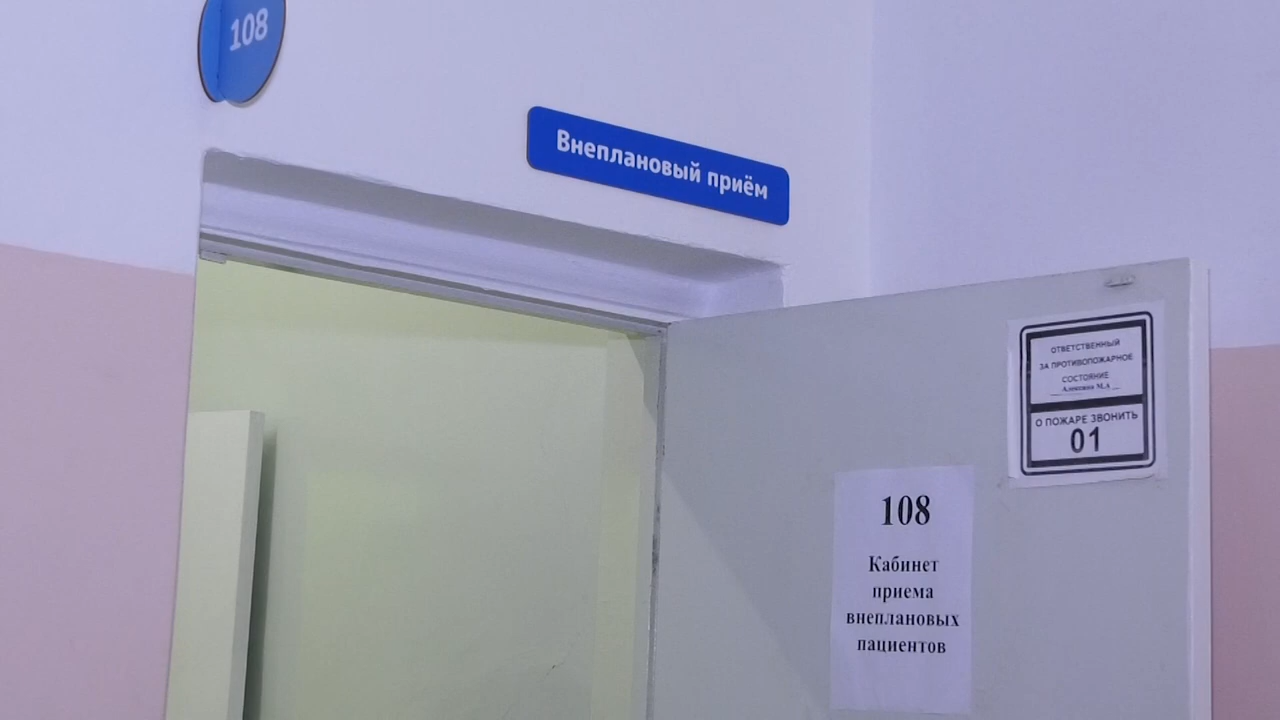 108
Внеплановый приём
ОТВЕТСТВЕННЫЙ
ЗА ПРОТИВОПОЖАРНОЕ
СОСТОЯНИЕ
О ПОЖАРЕ ЗВОНИТЬ
01
108
Кабинет
приема
внеплановых
пациентов